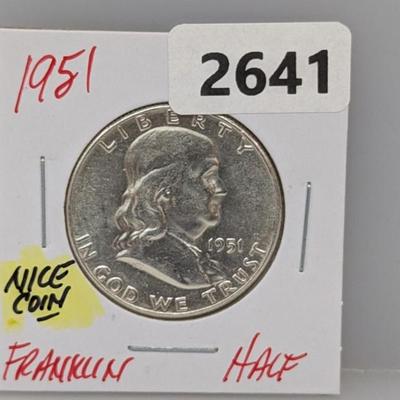 1951
2641
LIBERTY
1951
IN GOD WE TRUST
NICE
COIN
FRANKLIN HALF